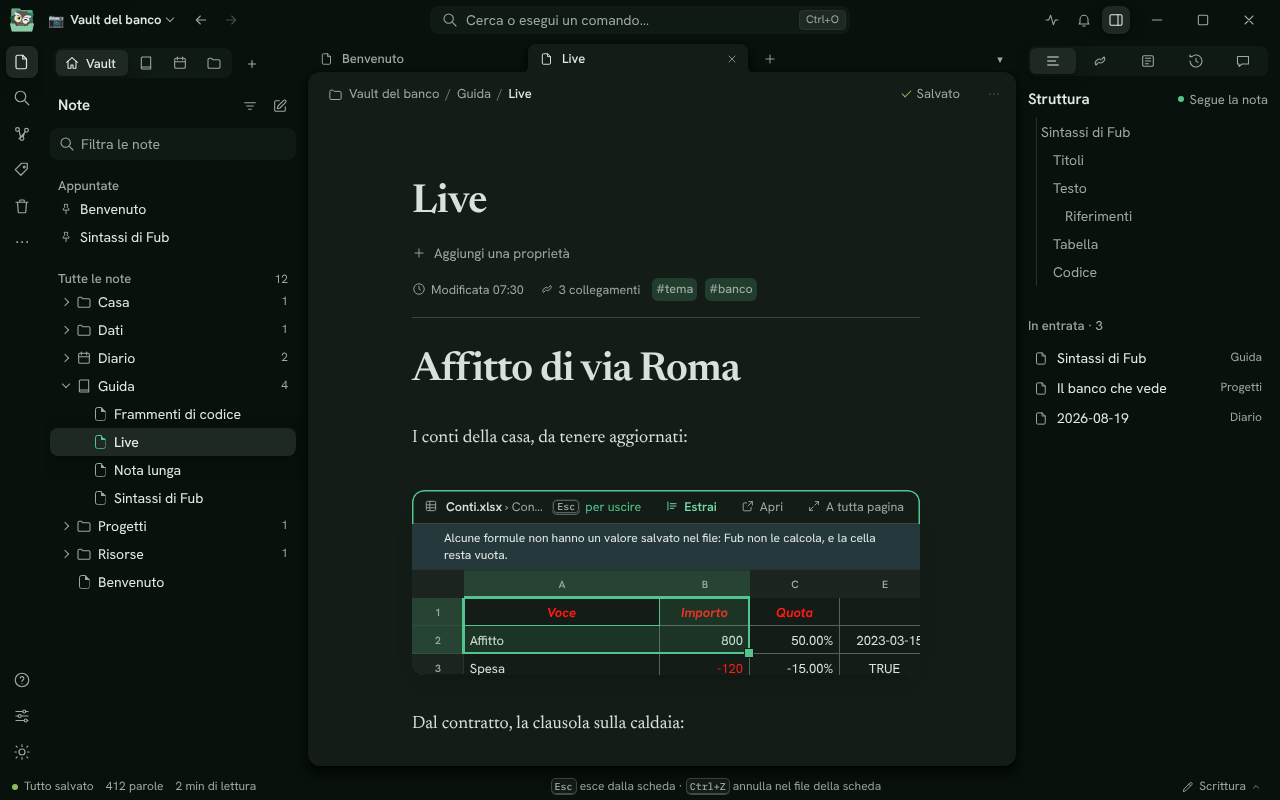 Vault del banco
Cerca o esegui un comando...
Ctrl+O
Vault
Benvenuto
Live
Note
Filtra le note
Appuntate
Benvenuto
Sintassi di Fub
Tutte le note 12
Casa 1
Dati 1
Diario 2
Guida 4
Frammenti di codice
Live
Nota lunga
Sintassi di Fub
Progetti 1
Risorse 1
Benvenuto
Vault del banco / Guida / Live
Salvato
Live
Aggiungi una proprietà
Modificata 07:30 3 collegamenti #tema #banco
Affitto di via Roma
I conti della casa, da tenere aggiornati:
Conti.xlsx › Con... Esc per uscire Estrai Apri A tutta pagina
Alcune formule non hanno un valore salvato nel file: Fub non le calcola, e la cella
resta vuota.
A B C E
1 Voce Importo Quota
2 Affitto 800 50.00% 2023-03-15
3 Spesa -120 -15.00% TRUE
Dal contratto, la clausola sulla caldaia:
Struttura
Segue la nota
Sintassi di Fub
Titoli
Testo
Riferimenti
Tabella
Codice
In entrata · 3
Sintassi di Fub Guida
Il banco che vede Progetti
2026-08-19 Diario
Tutto salvato 412 parole 2 min di lettura
Esc esce dalla scheda · Ctrl+Z annulla nel file della scheda
Scrittura